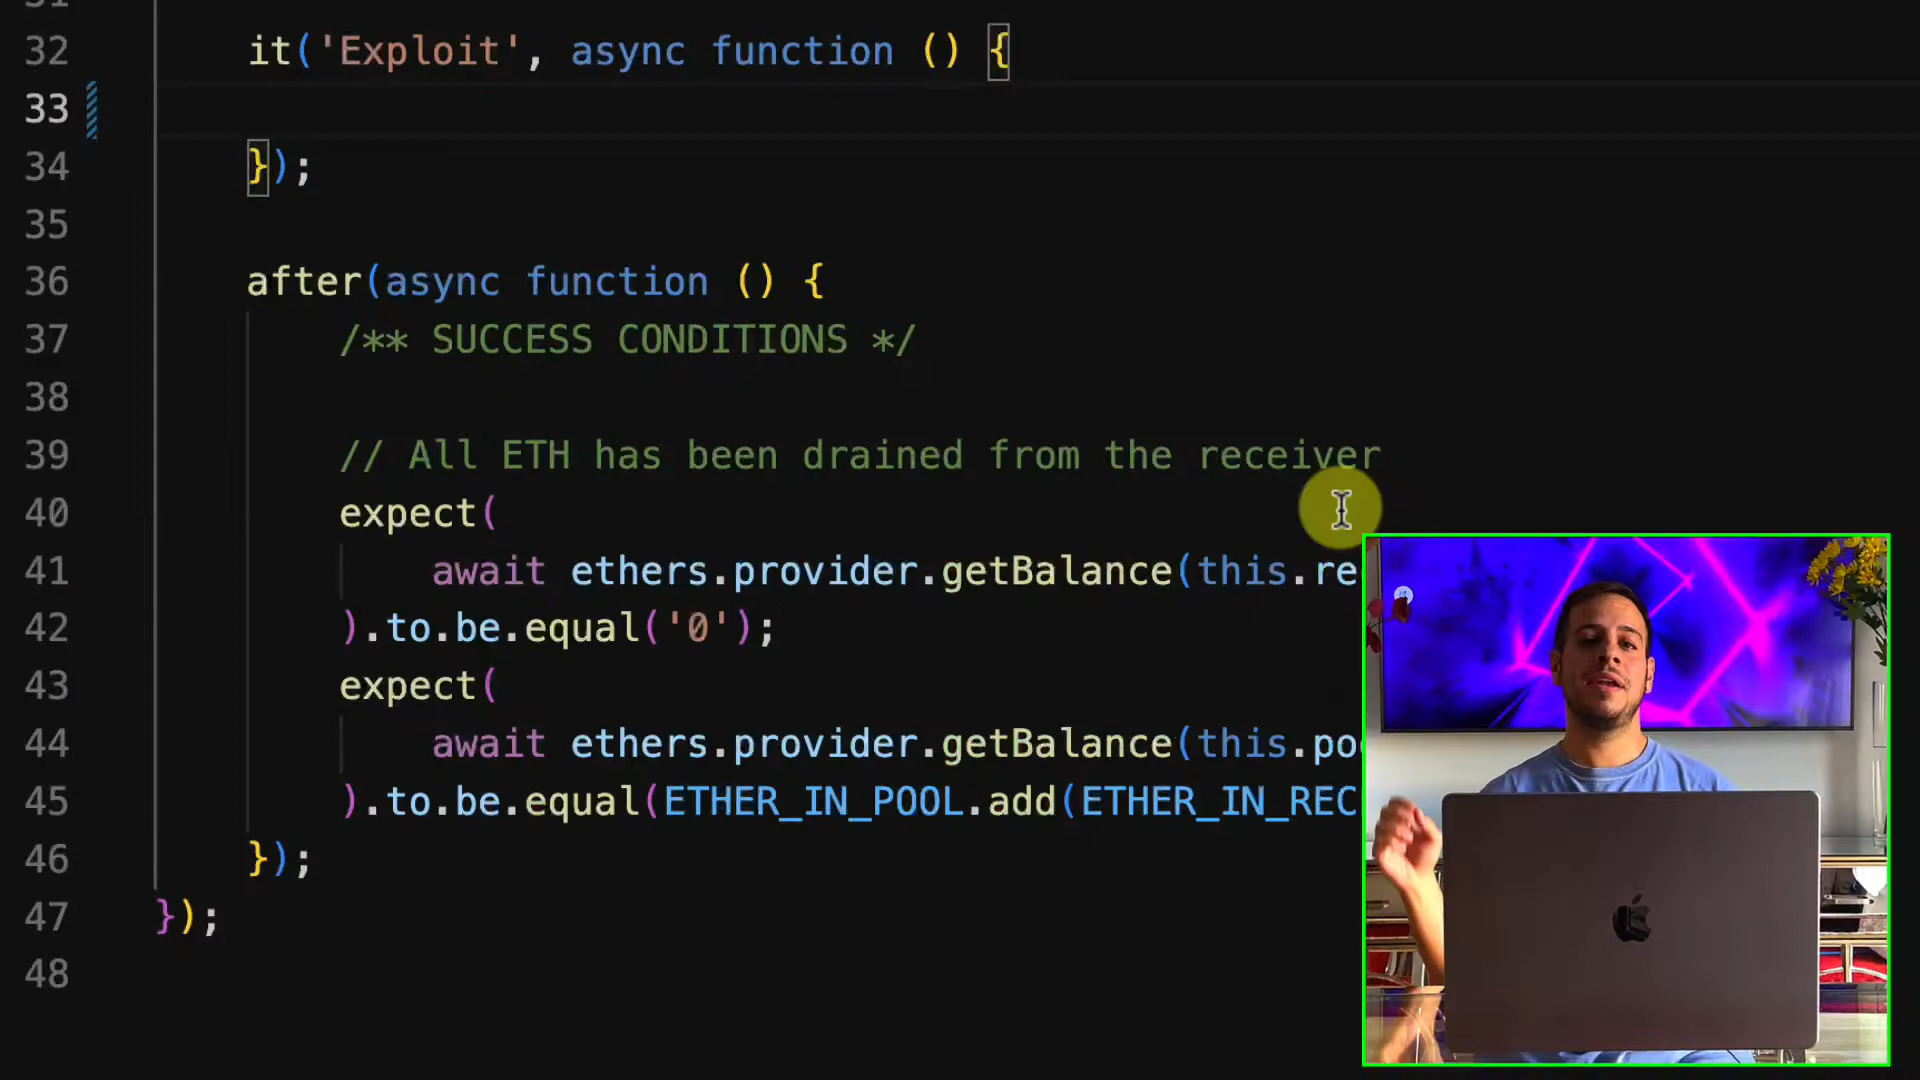 32 it('Exploit', async function () {
33
34 });
35
36 after(async function () {
37 /** SUCCESS CONDITIONS */
38
39 // All ETH has been drained from the receiver
40 expect(
41 await ethers.provider.getBalance(this.re
42 ).to.be.equal('0');
43 expect(
44 await ethers.provider.getBalance(this.po
45 ).to.be.equal(ETHER_IN_POOL.add(ETHER_IN_REC
46 });
47 });
48